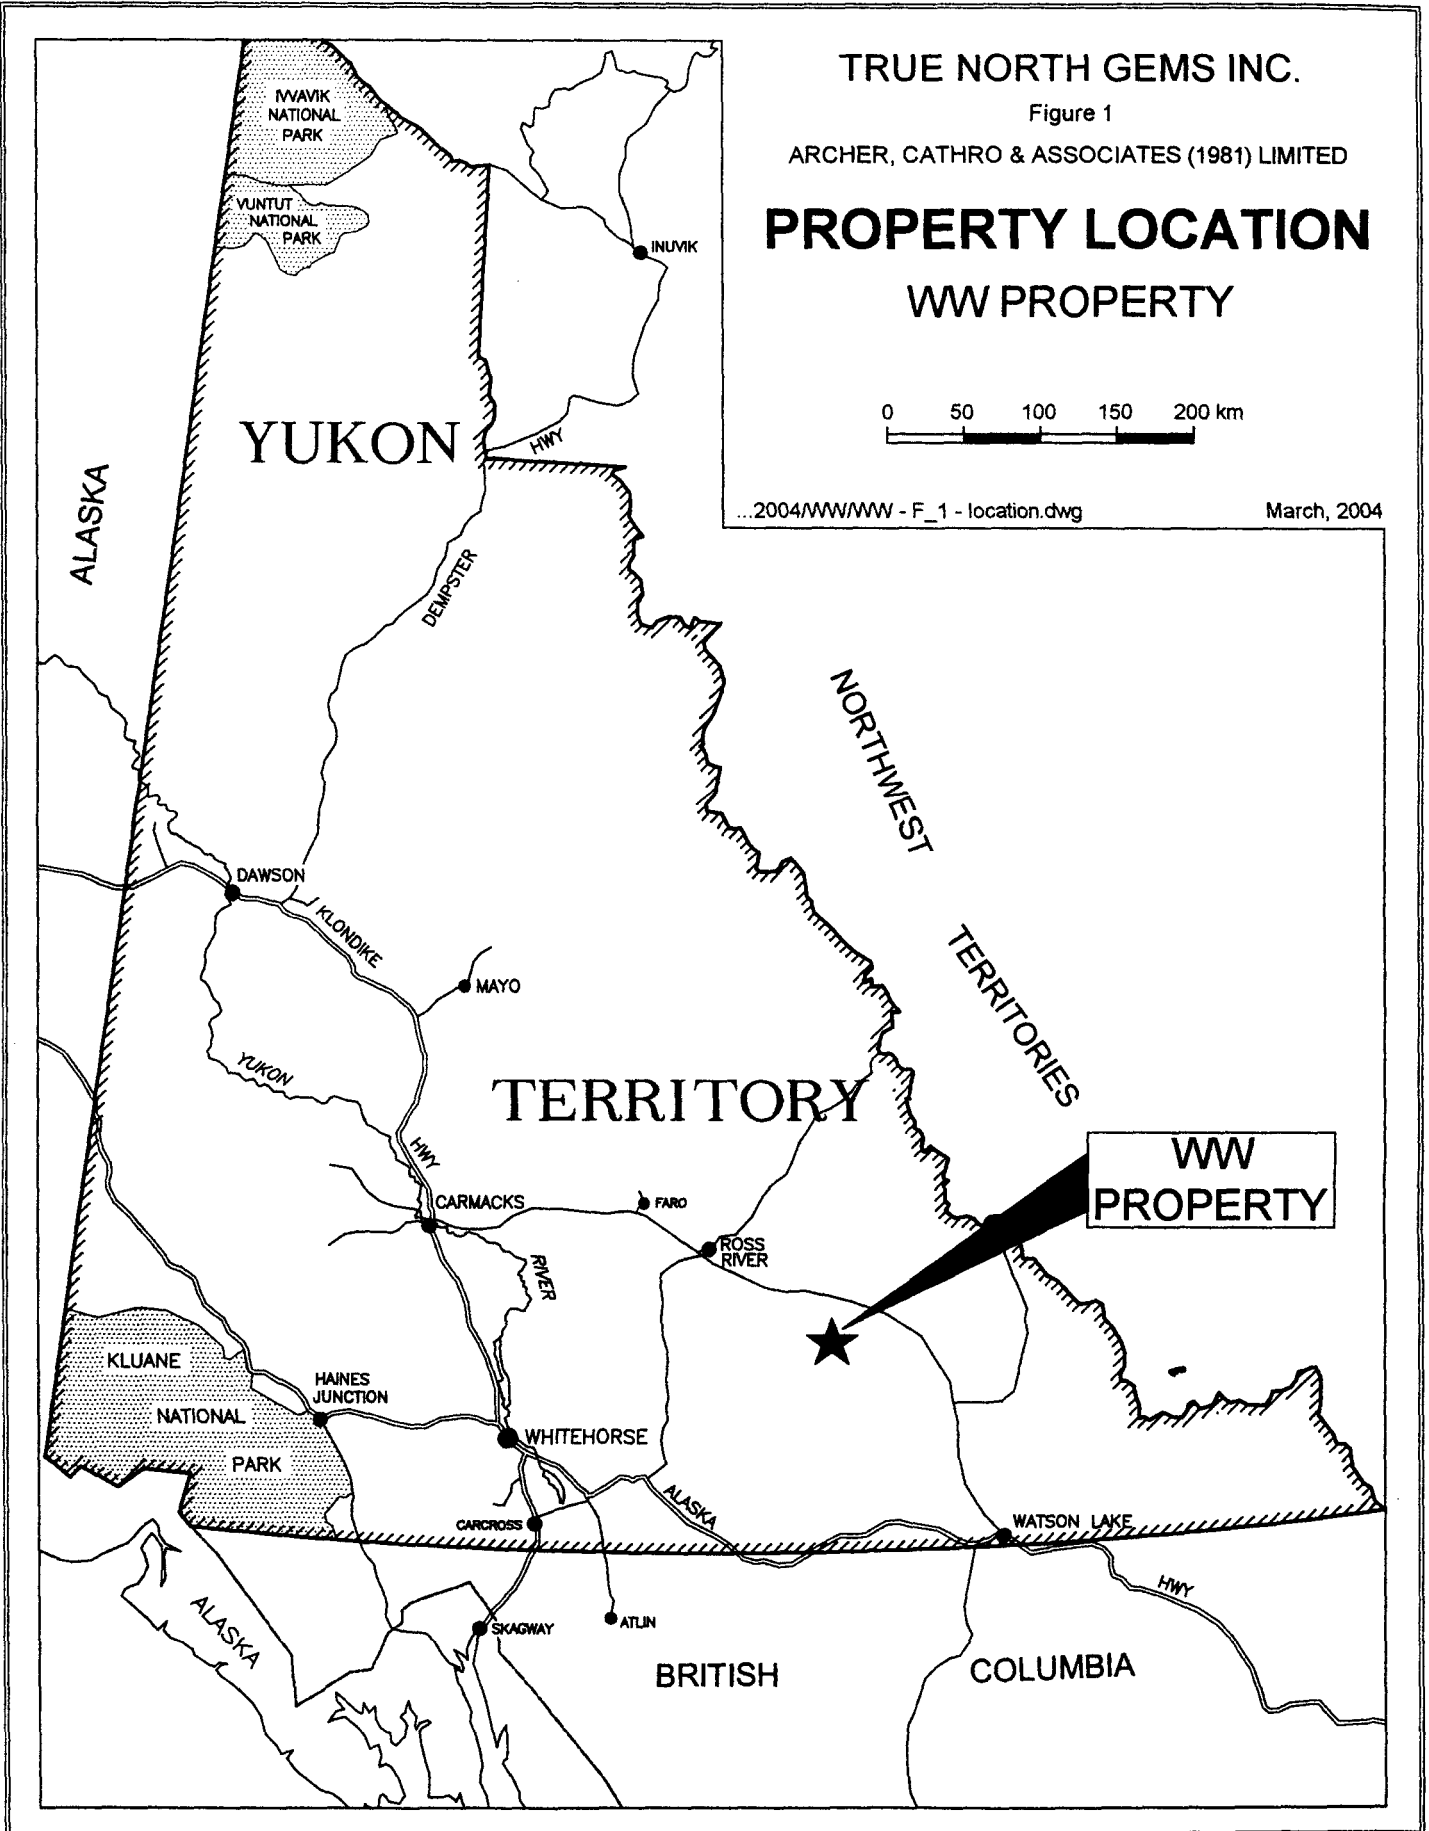 TRUE NORTH GEMS INC.
Figure 1
ARCHER, CATHRO & ASSOCIATES (1981) LIMITED
PROPERTY LOCATION
WW PROPERTY
0 50 100 150 200 km
...2004/WW/WW - F_1 - location.dwg March, 2004
IVVAVIK
NATIONAL
PARK
VUNTUT
NATIONAL
PARK
INUVIK
HWY
YUKON
ALASKA
DEMPSTER
NORTHWEST
TERRITORIES
DAWSON
KLONDIKE
MAYO
YUKON
TERRITORY
HWY
WW
PROPERTY
CARMACKS
FARO
ROSS
RIVER
RIVER
KLUANE
NATIONAL
PARK
HAINES
JUNCTION
WHITEHORSE
ALASKA
CARCROSS
WATSON LAKE
HWY
ALASKA
SKAGWAY
ATLIN
BRITISH
COLUMBIA